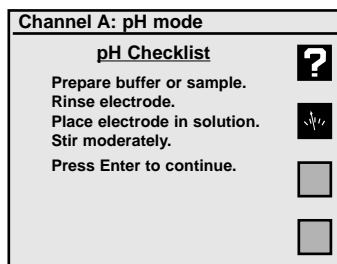 Channel A: pH mode
pH Checklist
?
Prepare buffer or sample.
Rinse electrode.
Place electrode in solution.
Stir moderately.
Press Enter to continue.